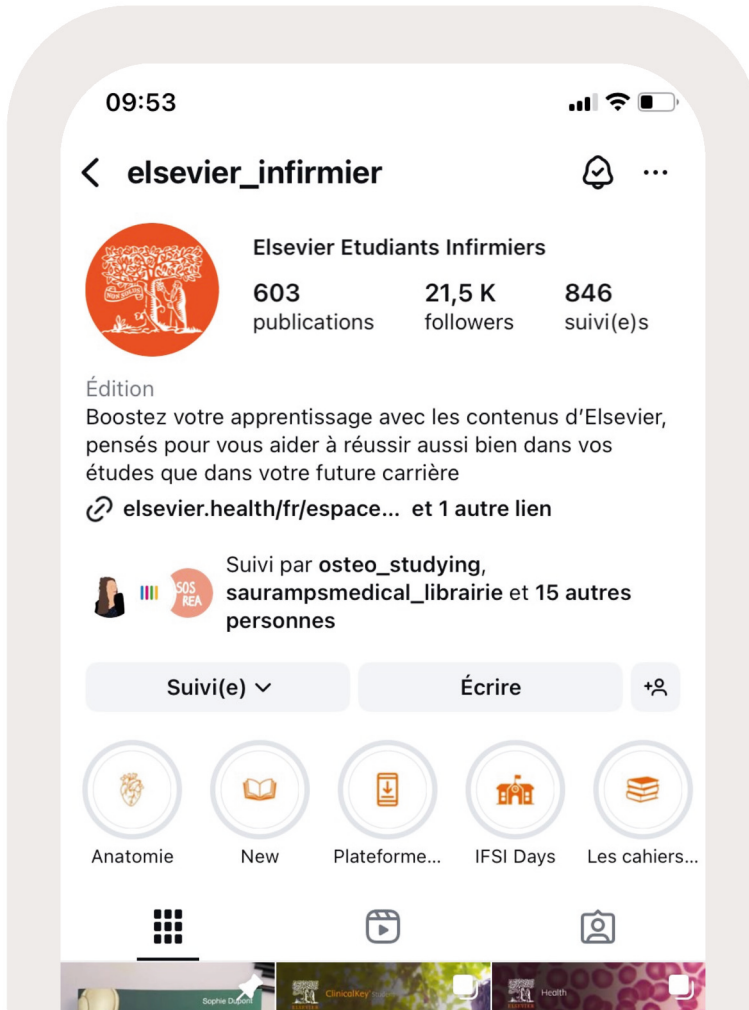 09:53
elsevier_infirmier
Elsevier Etudiants Infirmiers
603 21,5 K 846
publications followers suivi(e)s
NON SOLUS
Édition
Boostez votre apprentissage avec les contenus d’Elsevier,
pensés pour vous aider à réussir aussi bien dans vos
études que dans votre future carrière
elsevier.health/fr/espace... et 1 autre lien
Suivi par osteo_studying,
saurampsmedical_librairie et 15 autres
personnes
SOS
REA
Suivi(e) Écrire
Anatomie New Plateforme... IFSI Days Les cahiers...
Sophie Dupont ClinicalKey Health